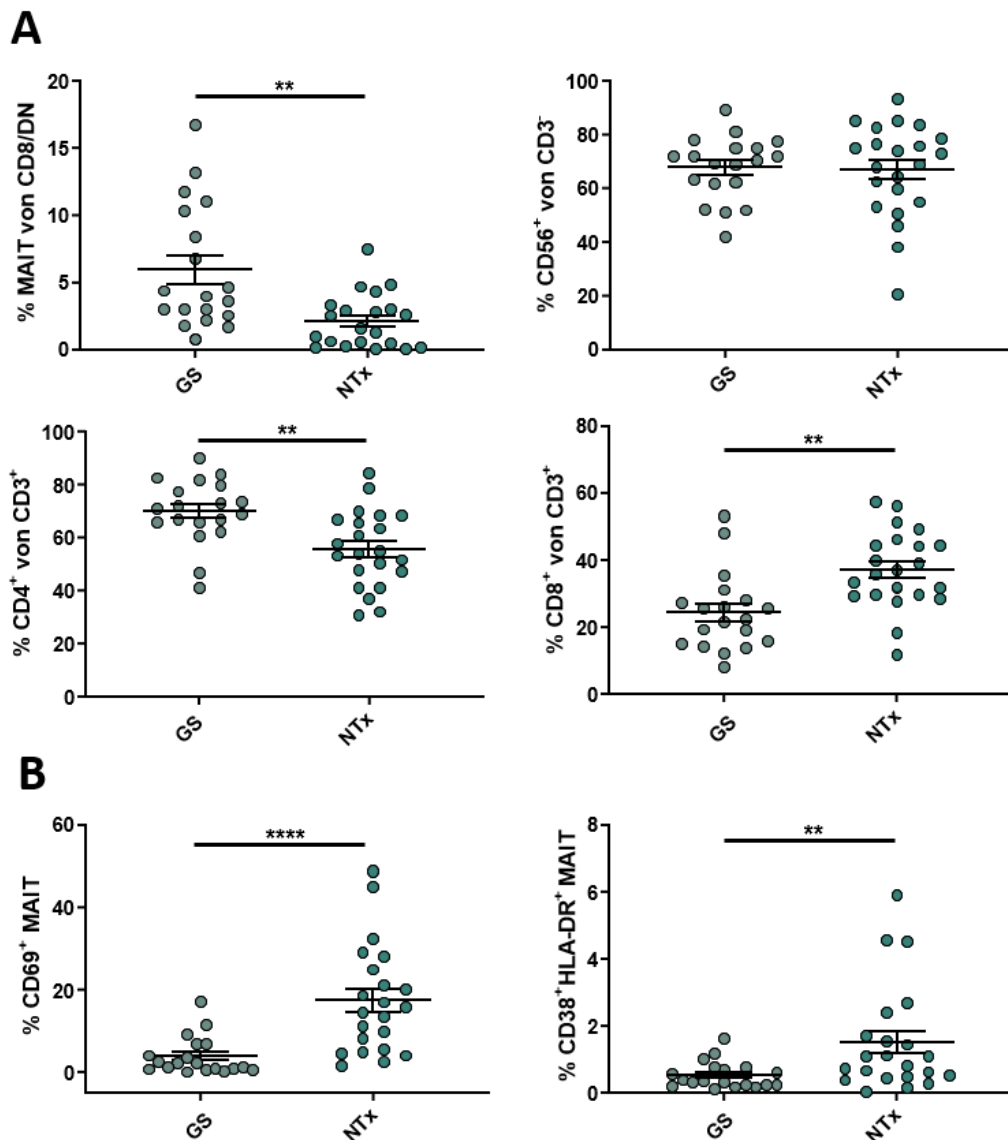 A
% MAIT von CD8/DN
20
15
10
5
0
**
GS
NTx
% CD56⁺ von CD3⁻
100
80
60
40
20
0
GS
NTx
% CD4⁺ von CD3⁺
100
80
60
40
20
0
**
GS
NTx
% CD8⁺ von CD3⁺
80
60
40
20
0
**
GS
NTx
B
% CD69⁺ MAIT
60
40
20
0
****
GS
NTx
% CD38⁺HLA-DR⁺ MAIT
8
6
4
2
0
**
GS
NTx